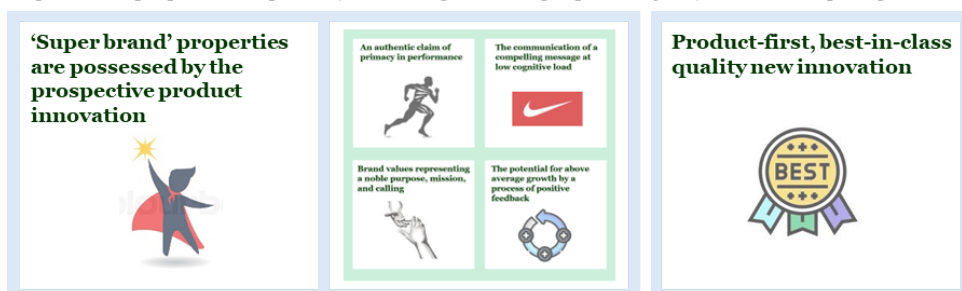 ‘Super brand’ properties
are possessed by the
prospective product
innovation
An authentic claim of
primacy in performance
The communication of a
compelling message at
low cognitive load
Brand values representing
a noble purpose, mission,
and calling
The potential for above
average growth by a
process of positive
feedback
Product-first, best-in-class
quality new innovation
BEST